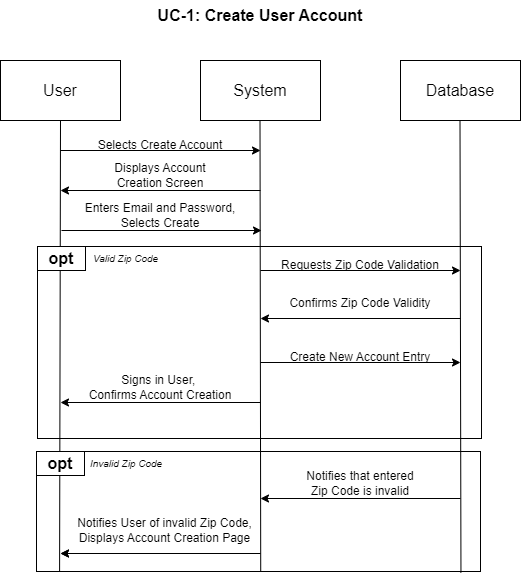 UC-1: Create User Account
User
System
Database
Selects Create Account
Displays Account
Creation Screen
Enters Email and Password,
Selects Create
opt
Valid Zip Code
Requests Zip Code Validation
Confirms Zip Code Validity
Create New Account Entry
Signs in User,
Confirms Account Creation
opt
Invalid Zip Code
Notifies that entered
Zip Code is invalid
Notifies User of invalid Zip Code,
Displays Account Creation Page